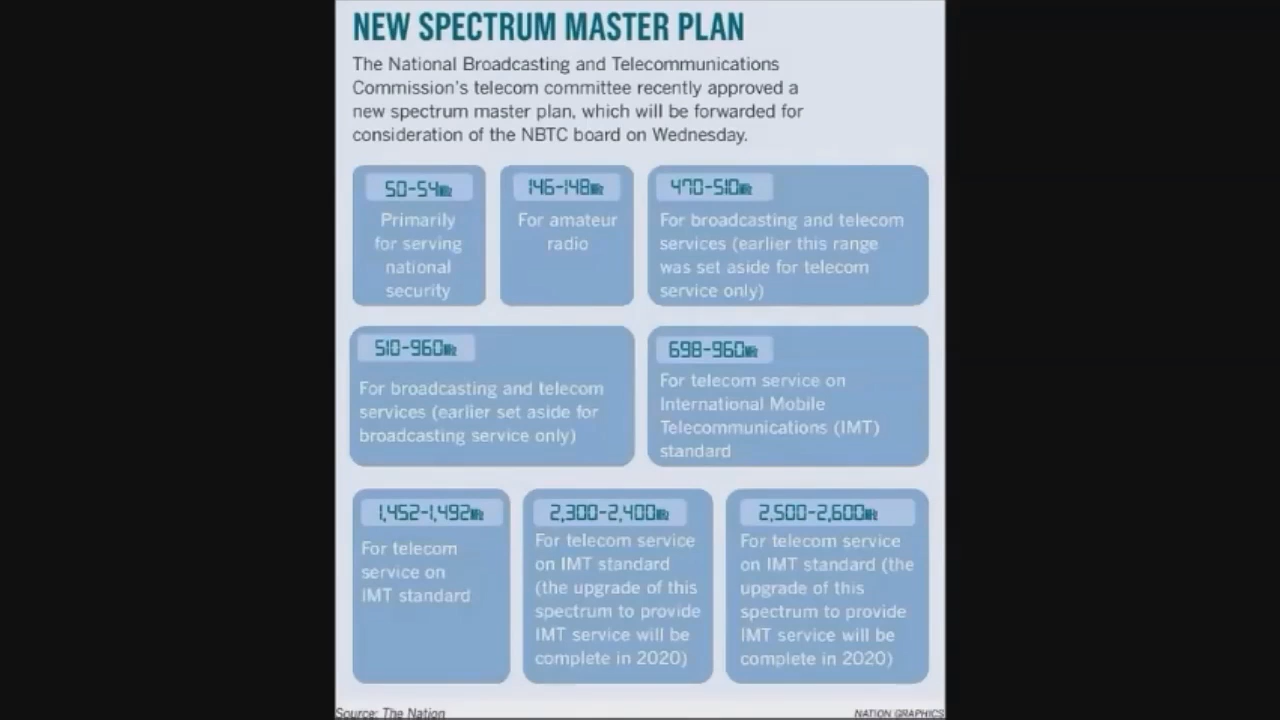 NEW SPECTRUM MASTER PLAN
The National Broadcasting and Telecommunications
Commission's telecom committee recently approved a
new spectrum master plan, which will be forwarded for
consideration of the NBTC board on Wednesday.
50-54MHz
Primarily
for serving
national
security
146-148MHz
For amateur
radio
470-510MHz
For broadcasting and telecom
services (earlier this range
was set aside for telecom
service only)
510-960MHz
For broadcasting and telecom
services (earlier set aside for
broadcasting service only)
698-960MHz
For telecom service on
International Mobile
Telecommunications (IMT)
standard
1,452-1,492MHz
For telecom
service on
IMT standard
2,300-2,400MHz
For telecom service
on IMT standard
(the upgrade of this
spectrum to provide
IMT service will be
complete in 2020)
2,500-2,600MHz
For telecom service
on IMT standard (the
upgrade of this
spectrum to provide
IMT service will be
complete in 2020)
Source: The Nation
NATION GRAPHICS